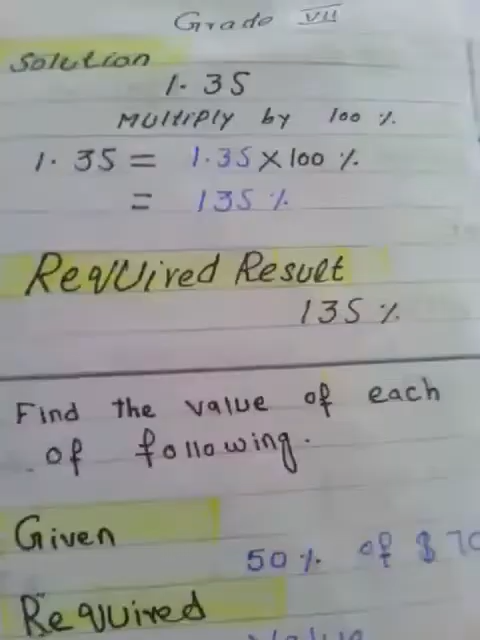 Grade VII
Solution
1.35
Multiply by 100 %
1.35 = 1.35 × 100 %
= 135 %
Required Result
135 %
Find the value of each
of following.
Given
50 % of $ 70
Required